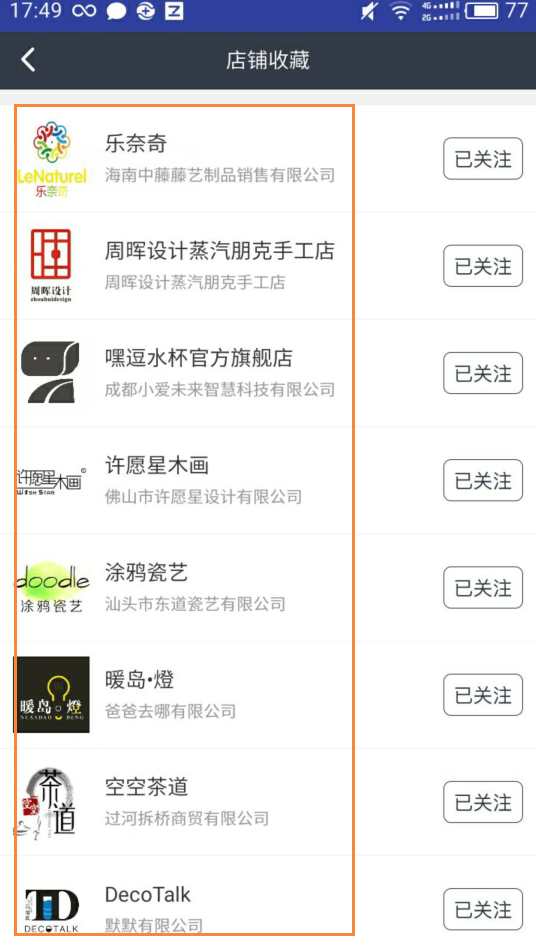 17:49
4G
2G
77
店铺收藏
LeNaturel
乐奈奇
乐奈奇
海南中藤藤艺制品销售有限公司
已关注
周晖设计
zhouhuidesign
周晖设计蒸汽朋克手工店
周晖设计蒸汽朋克手工店
已关注
嘿逗水杯官方旗舰店
成都小爱未来智慧科技有限公司
已关注
许愿星木画®
WISH STAR
许愿星木画
佛山市许愿星设计有限公司
已关注
doodle
涂鸦瓷艺
涂鸦瓷艺
汕头市东道瓷艺有限公司
已关注
暖岛 燈
NUANDAO DENG
暖岛•燈
爸爸去哪有限公司
已关注
茶道
空空茶道
过河拆桥商贸有限公司
已关注
TD
DECOTALK
DecoTalk
默默有限公司
已关注